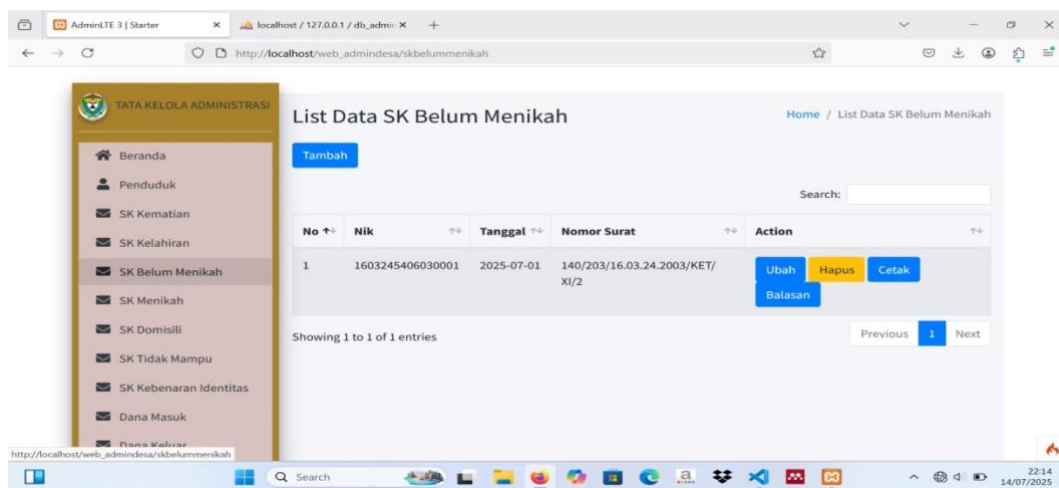 AdminLTE 3 | Starter
localhost / 127.0.0.1 / db_admin
http://localhost/web_admindesa/skbelummenikah
TATA KELOLA ADMINISTRASI
Beranda
Penduduk
SK Kematian
SK Kelahiran
SK Belum Menikah
SK Menikah
SK Domisili
SK Tidak Mampu
SK Kebenaran Identitas
Dana Masuk
Dana Keluar
List Data SK Belum Menikah
Home / List Data SK Belum Menikah
Tambah
Search:
No Nik Tanggal Nomor Surat Action
1 1603245406030001 2025-07-01 140/203/16.03.24.2003/KET/
XI/2
Ubah Hapus Cetak
Balasan
Showing 1 to 1 of 1 entries
Previous 1 Next
http://localhost/web_admindesa/skbelummenikah
Search
22:14
14/07/2025